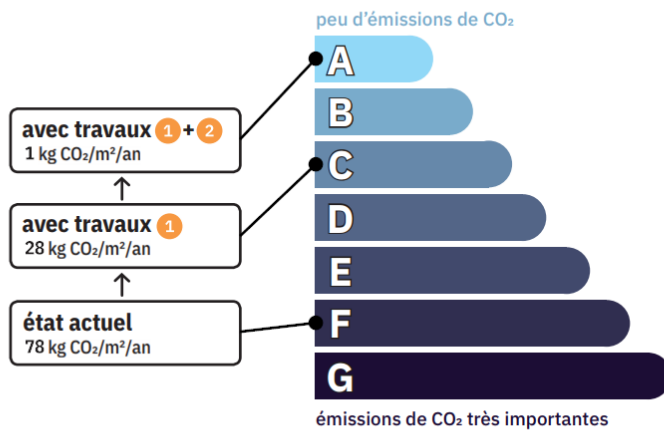 peu d'émissions de CO₂
A
B
C
D
E
F
G
émissions de CO₂ très importantes
avec travaux 1 + 2
1 kg CO₂/m²/an
avec travaux 1
28 kg CO₂/m²/an
état actuel
78 kg CO₂/m²/an